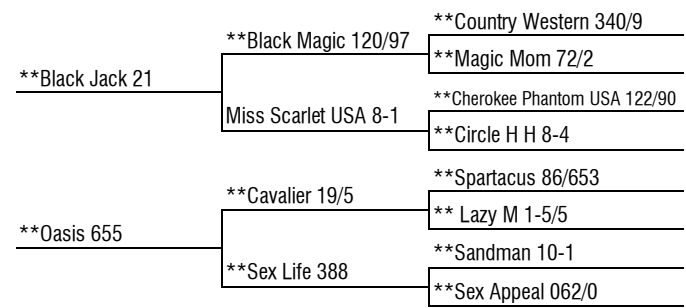 **Country Western 340/9
**Black Magic 120/97
**Magic Mom 72/2
**Black Jack 21
**Cherokee Phantom USA 122/90
Miss Scarlet USA 8-1
**Circle H H 8-4
**Spartacus 86/653
**Cavalier 19/5
** Lazy M 1-5/5
**Oasis 655
**Sandman 10-1
**Sex Life 388
**Sex Appeal 062/0